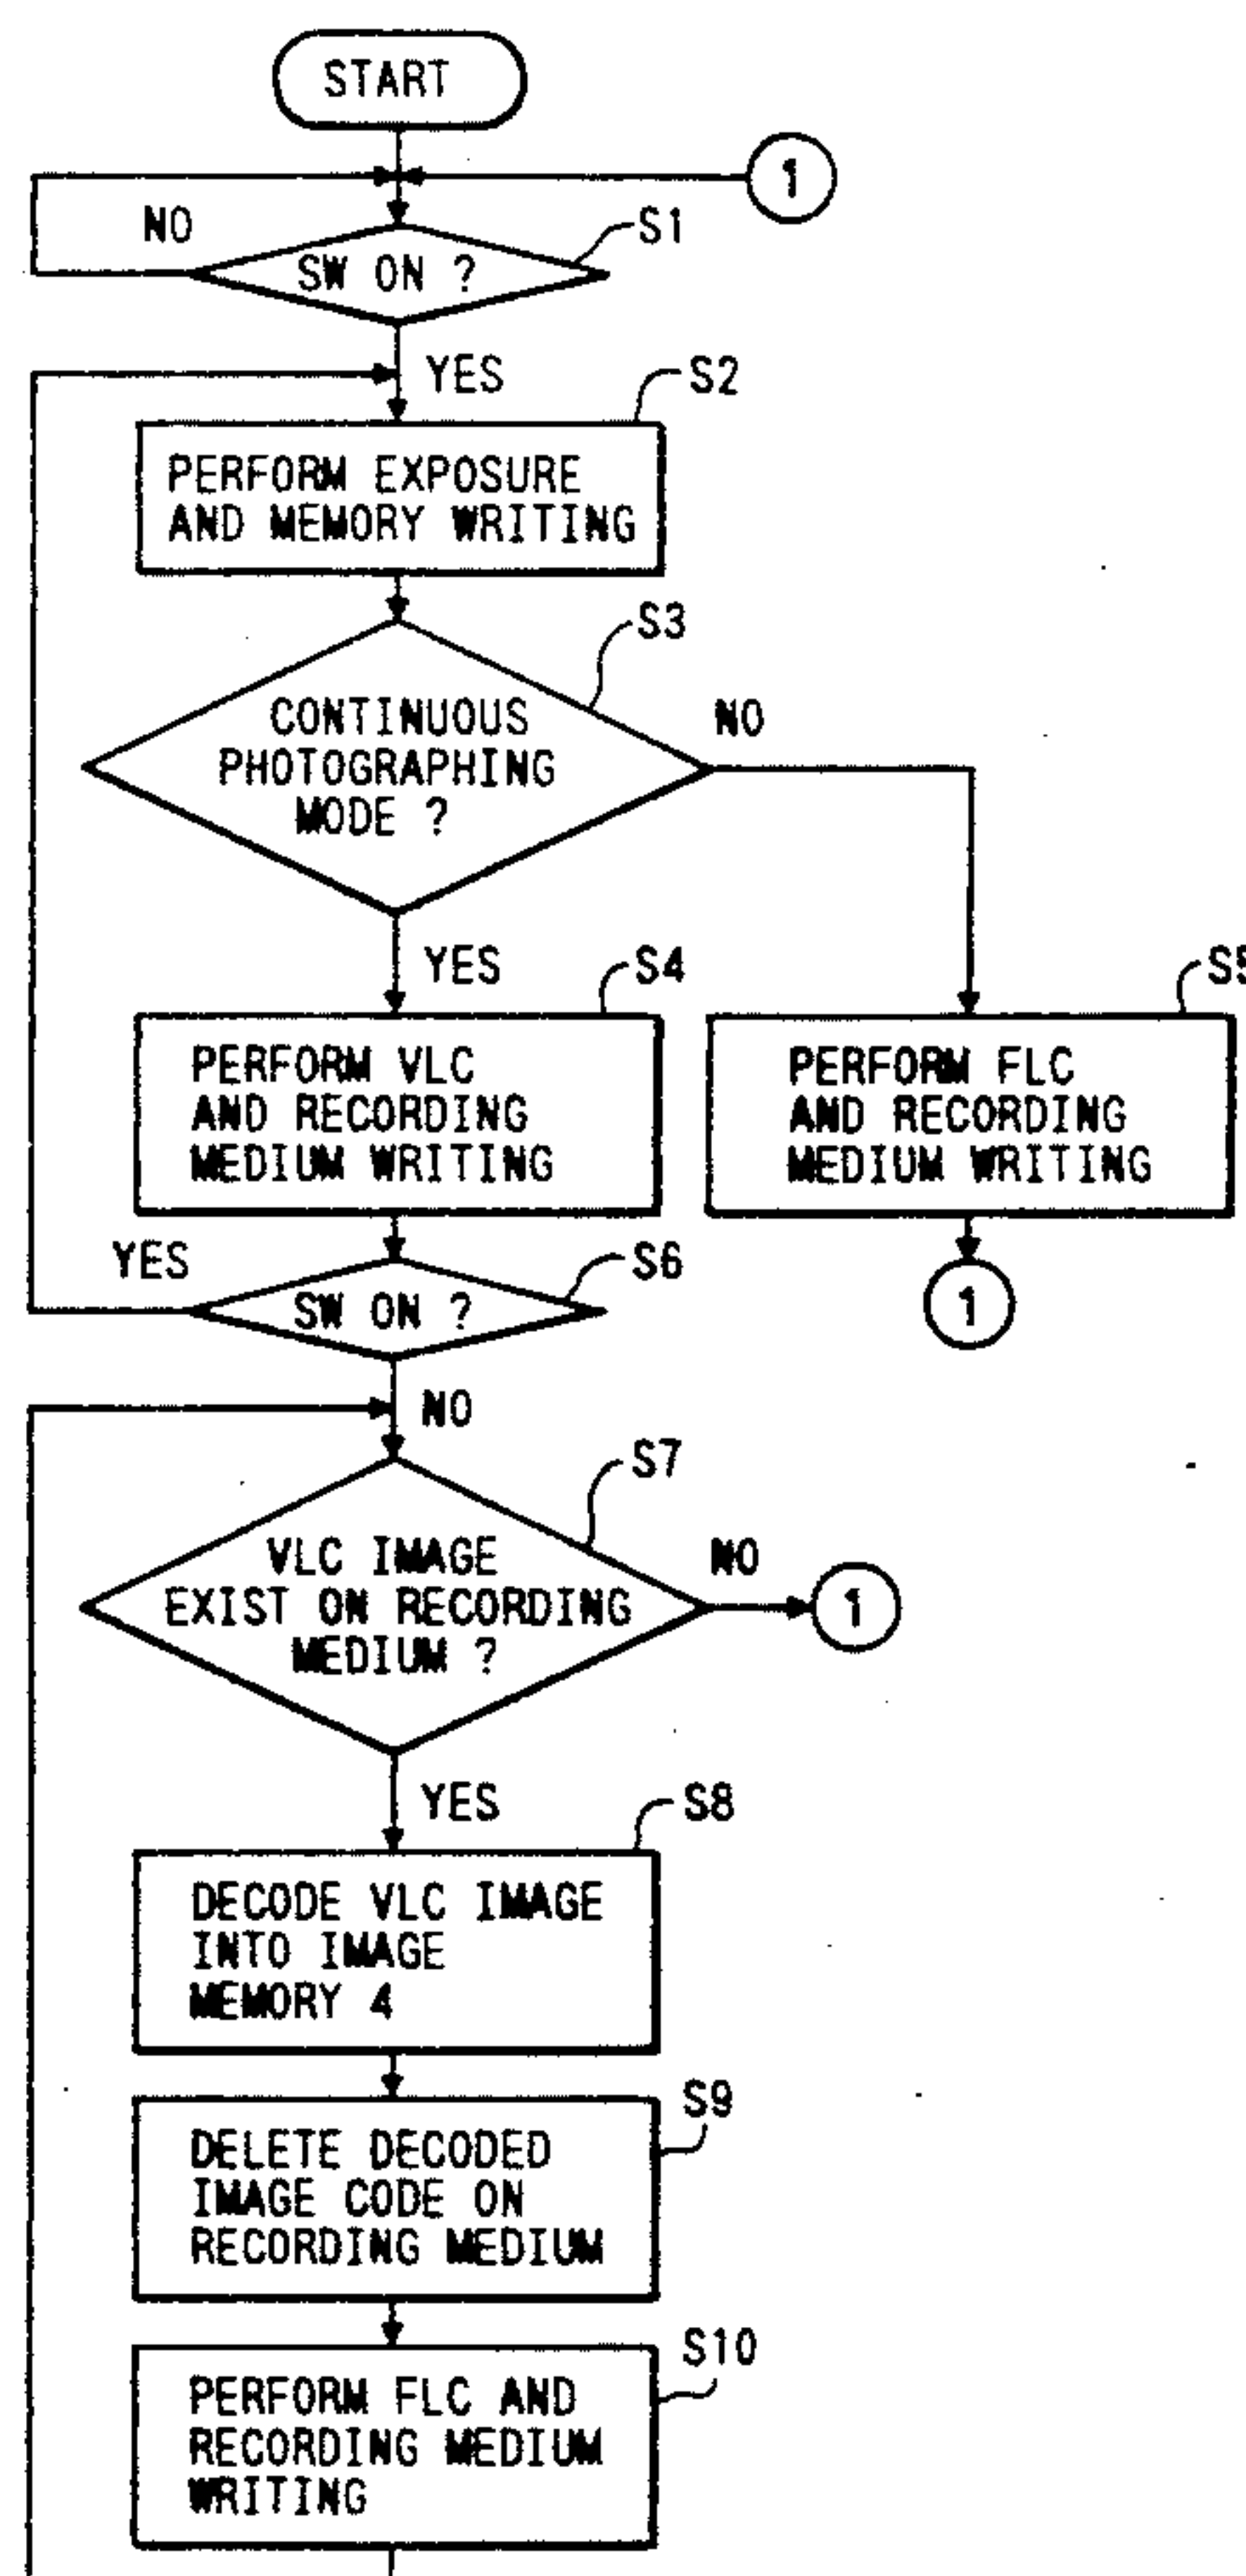 START
1
NO
S1
SW ON ?
YES
S2
PERFORM EXPOSURE
AND MEMORY WRITING
S3
CONTINUOUS
PHOTOGRAPHING
MODE ?
NO
YES
S4
S5
PERFORM VLC
AND RECORDING
MEDIUM WRITING
PERFORM FLC
AND RECORDING
MEDIUM WRITING
YES
S6
SW ON ?
1
NO
S7
VLC IMAGE
EXIST ON RECORDING
MEDIUM ?
NO
1
YES
S8
DECODE VLC IMAGE
INTO IMAGE
MEMORY 4
S9
DELETE DECODED
IMAGE CODE ON
RECORDING MEDIUM
S10
PERFORM FLC AND
RECORDING MEDIUM
WRITING